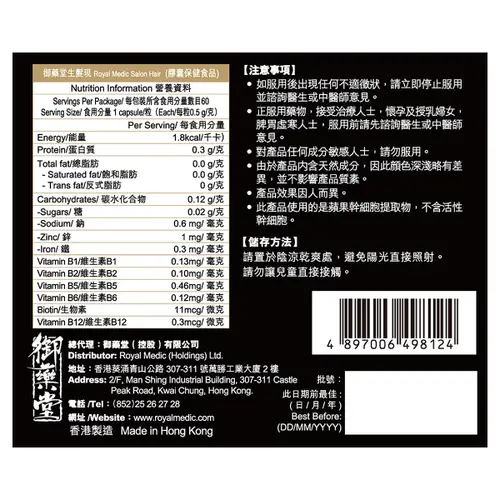 御藥堂生髮現 Royal Medic Salon Hair (膠囊保健食品)
Nutrition Information 營養資料
Servings Per Package/ 每包裝所含食用分量數目60
Serving Size/ 食用分量 1 capsule/粒 (Each/每粒0.5 g/克)
Per Serving/ 每食用分量
Energy/能量 1.8kcal/千卡
Protein/蛋白質 0.3 g/克
Total fat/總脂肪 0.0 g/克
- Saturated fat/飽和脂肪 0.0 g/克
- Trans fat/反式脂肪 0 g/克
Carbohydrates/ 碳水化合物 0.12 g/克
-Sugars/ 糖 0.02 g/克
-Sodium/ 鈉 0.6 mg/ 毫克
-Zinc/ 鋅 1 mg/ 毫克
-Iron/ 鐵 0.3 mg/ 毫克
Vitamin B1/維生素B1 0.13mg/ 毫克
Vitamin B2/維生素B2 0.10mg/ 毫克
Vitamin B5/維生素B5 0.46mg/ 毫克
Vitamin B6/維生素B6 0.12mg/ 毫克
Biotin/生物素 11mcg/ 微克
Vitamin B12/維生素B12 0.3mcg/微克
【注意事項】
• 如服用後出現任何不適徵狀,請立即停止服用
並諮詢醫生或中醫師意見。
• 正服用藥物,接受治療人士,懷孕及授乳婦女,
脾胃虛寒人士,服用前請先諮詢醫生或中醫師
意見。
• 對產品任何成分敏感人士,請勿服用。
• 由於產品內含天然成分,因此顏色深淺略有差
異,並不影響產品質素。
• 產品效果因人而異。
• 此產品使用的是蘋果幹細胞提取物,不含活性
幹細胞。
【儲存方法】
請置於陰涼乾爽處,避免陽光直接照射。
請勿讓兒童直接接觸。
4 897006 498124
御藥堂
總代理:御藥堂(控股)有限公司
Distributor: Royal Medic (Holdings) Ltd.
地址:香港葵涌青山公路 307-311 號萬勝工業大廈 2 樓
Address: 2/F, Man Shing Industrial Building, 307-311 Castle
Peak Road, Kwai Chung, Hong Kong
電話 /Tel : (852)25 26 27 28
網址 /Website: www.royalmedic.com
香港製造 Made in Hong Kong
批號:
此日期前最佳:
(日/月/年)
Best Before:
(DD/MM/YYYY)